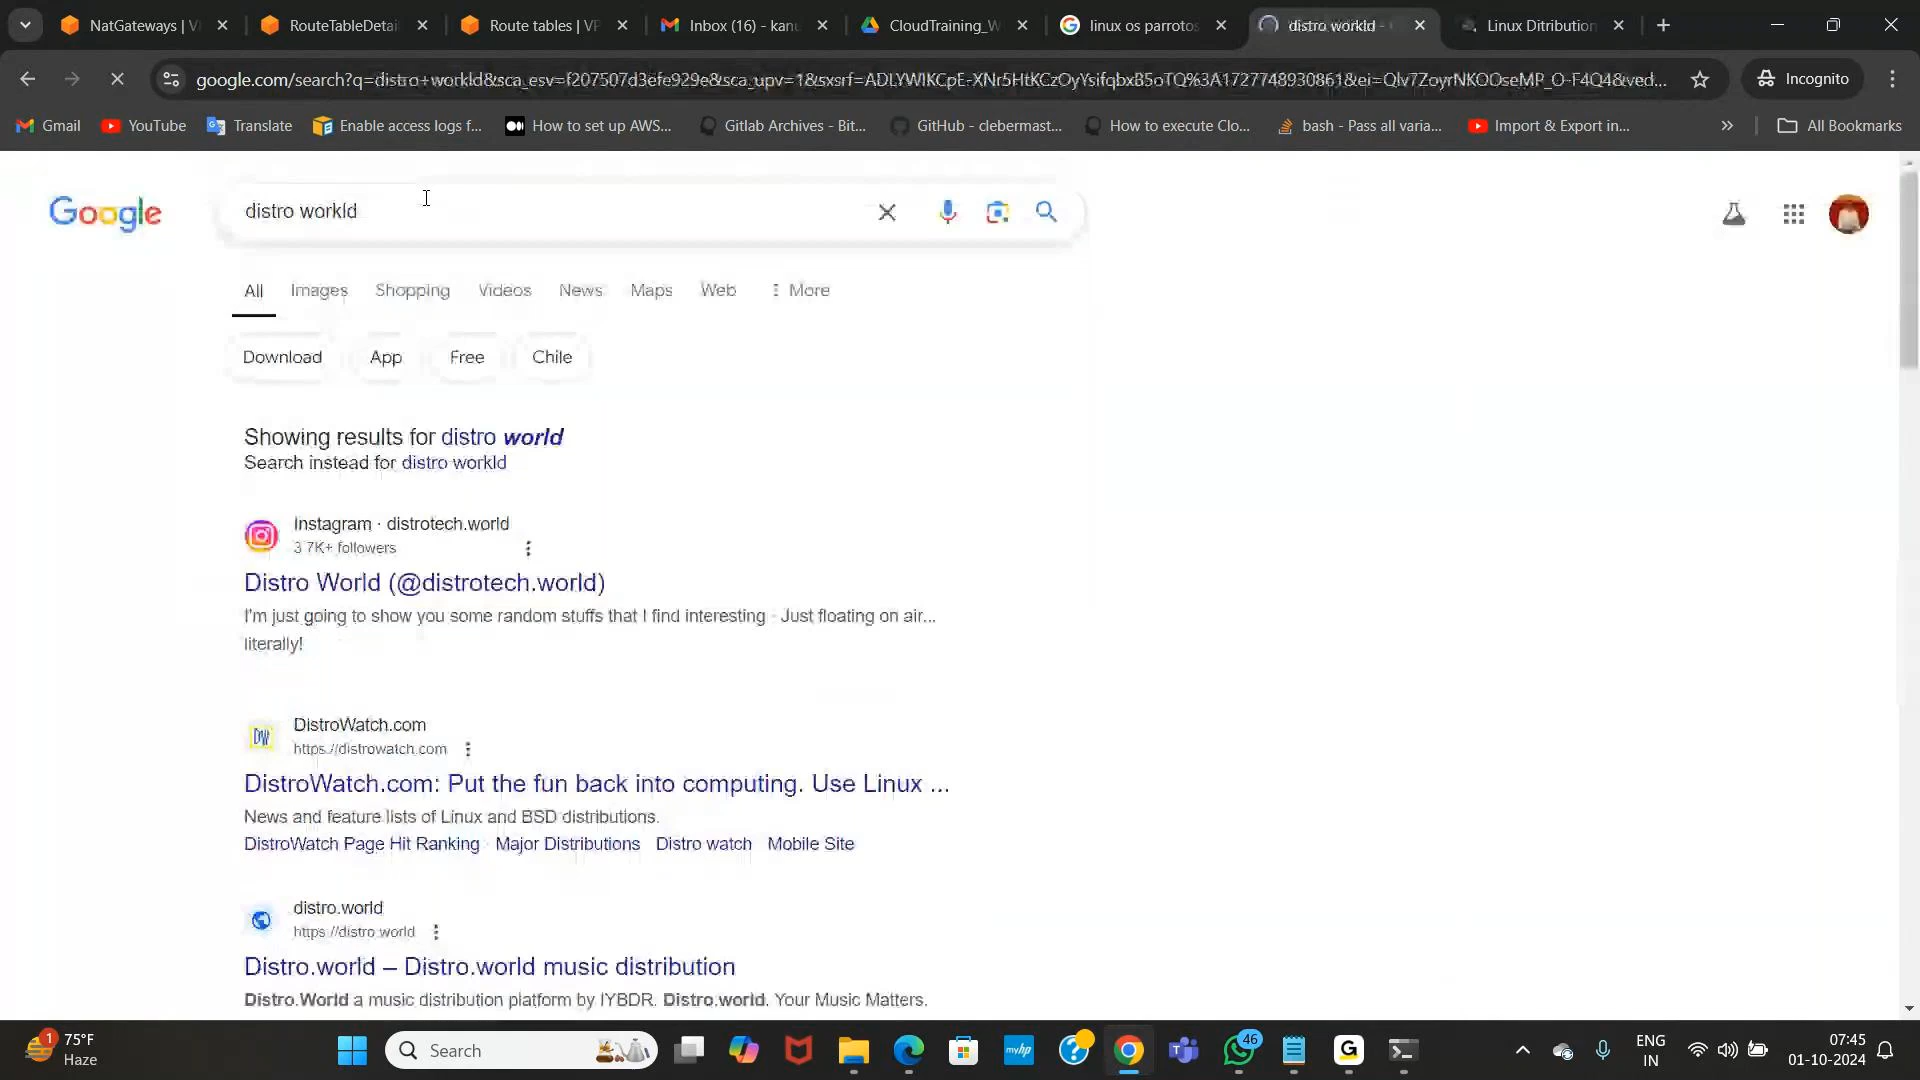 NatGateways | V
RouteTableDetai
Route tables | VP
Inbox (16) - kan
CloudTraining_W
linux os parrotos
distro workld
Linux Ditribution
google.com/search?q=distro+workld&sca_esv=f207507d3efe929e&sca_upv=1&sxsrf=ADLYWIKCpE-XNr5HtKCzOyYsifqbxB5oTQ%3A1727748930861&ei=Qlv7ZoyrNKOOseMP_O-F4Q4&ved...
Incognito
Gmail
YouTube
Translate
Enable access logs f...
How to set up AWS...
Gitlab Archives - Bit...
GitHub - clebermast...
How to execute Clo...
bash - Pass all varia...
Import & Export in...
All Bookmarks
Google
distro workld
All
Images
Shopping
Videos
News
Maps
Web
More
Download
App
Free
Chile
Showing results for distro world
Search instead for distro workld
Instagram · distrotech.world
3.7K+ followers
Distro World (@distrotech.world)
I'm just going to show you some random stuffs that I find interesting - Just floating on air...
literally!
DW
DistroWatch.com
https://distrowatch.com
DistroWatch.com: Put the fun back into computing. Use Linux ...
News and feature lists of Linux and BSD distributions.
DistroWatch Page Hit Ranking · Major Distributions Distro watch Mobile Site
distro.world
https://distro.world
Distro.world – Distro.world music distribution
Distro.World a music distribution platform by IYBDR. Distro.world. Your Music Matters.
1
75°F
Haze
Search
myhp
46
G
ENG
IN
07:45
01-10-2024